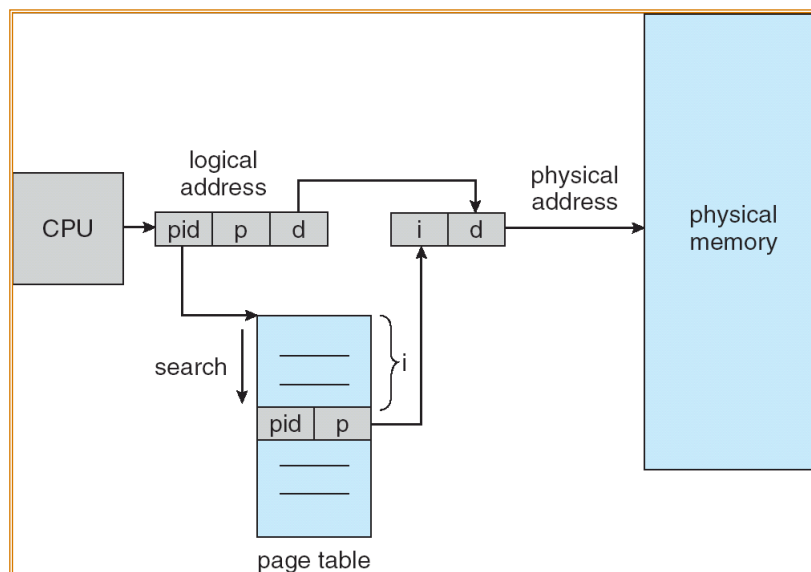 logical
address
CPU
pid p d
i d
physical
address
physical
memory
search
i
pid p
page table